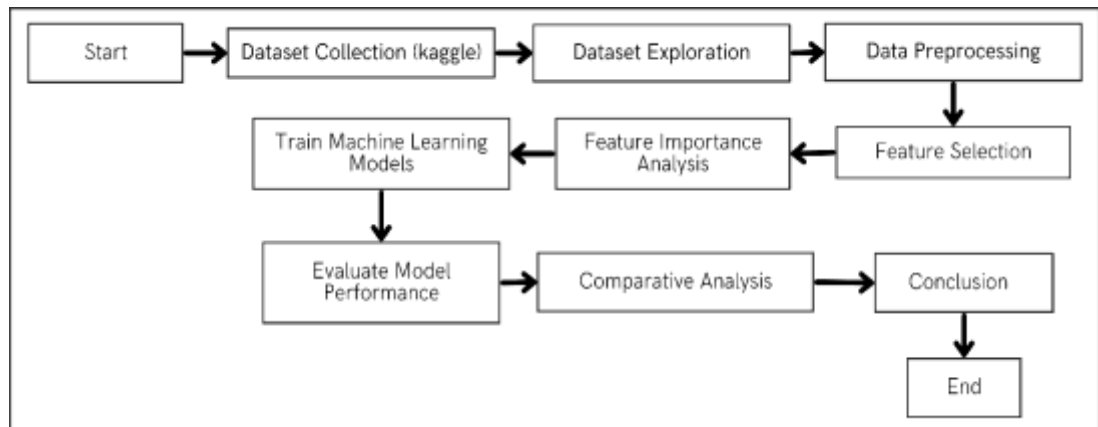 Start
Dataset Collection (kaggle)
Dataset Exploration
Data Preprocessing
Feature Selection
Feature Importance
Analysis
Train Machine Learning
Models
Evaluate Model
Performance
Comparative Analysis
Conclusion
End